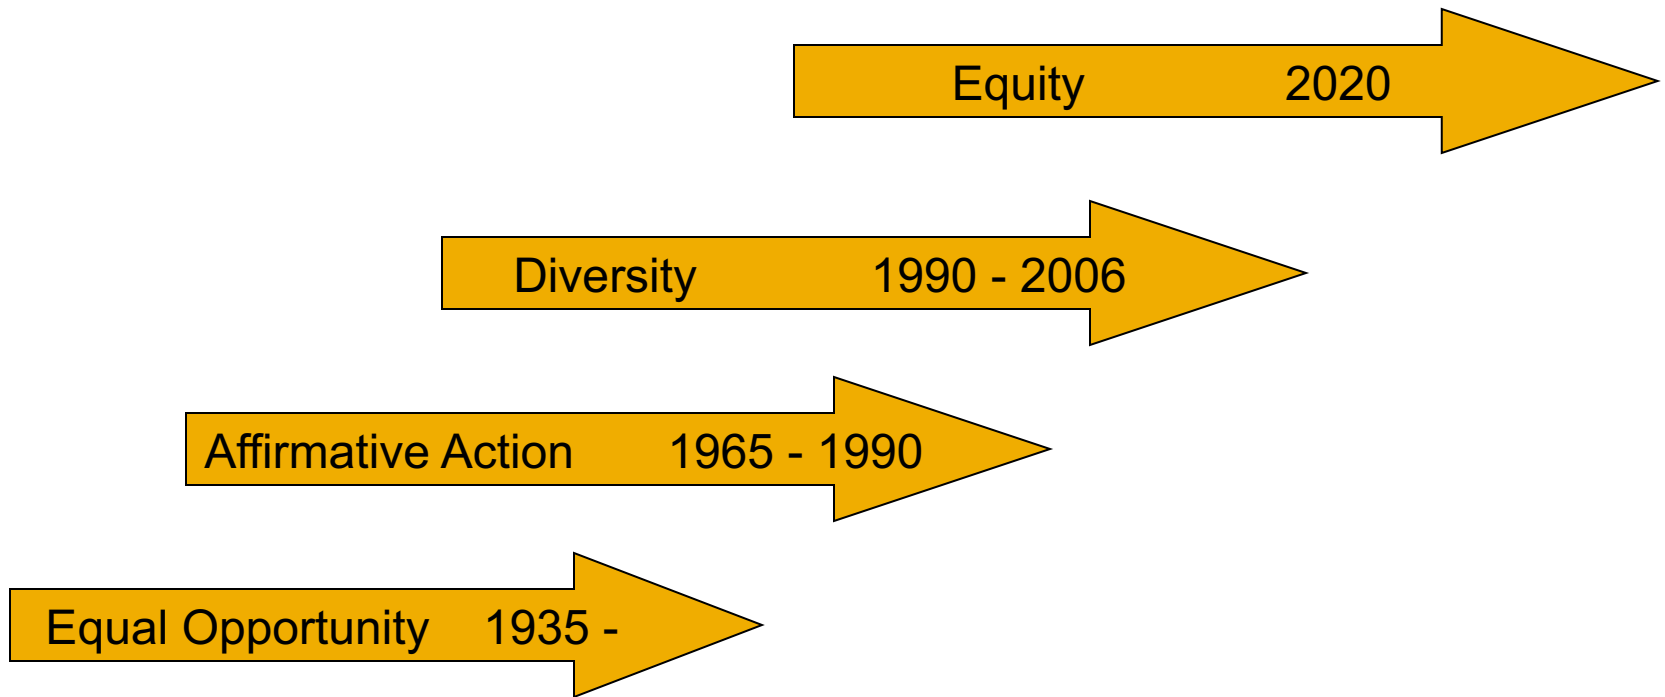 Equity 2020
Diversity 1990 - 2006
Affirmative Action 1965 - 1990
Equal Opportunity 1935 -